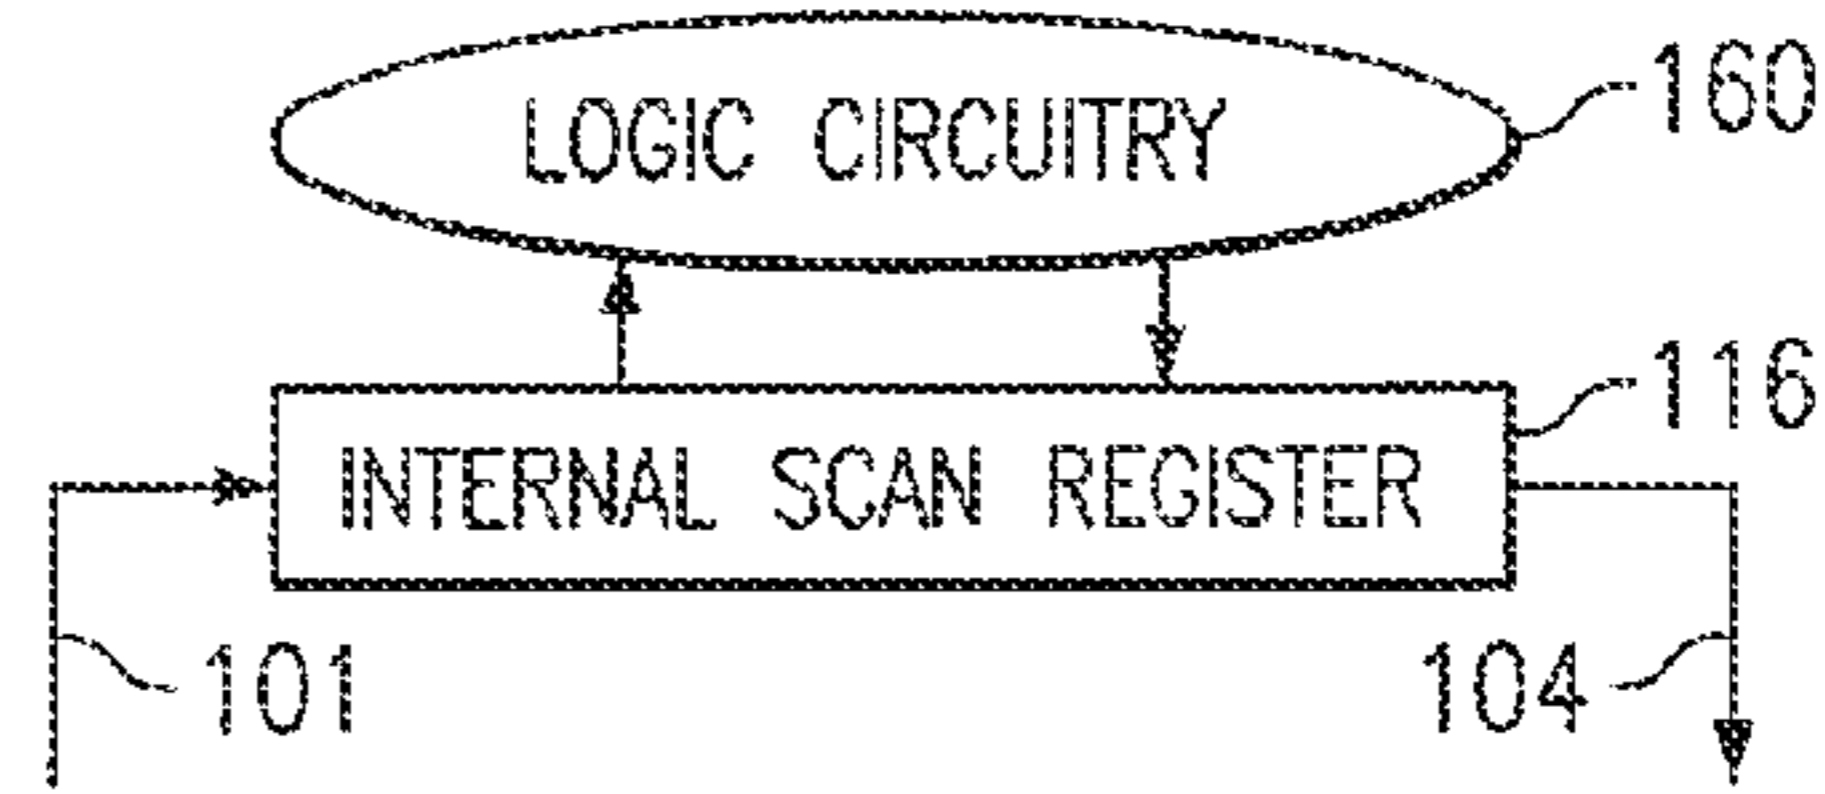 LOGIC CIRCUITRY
160
116
INTERNAL SCAN REGISTER
101
104